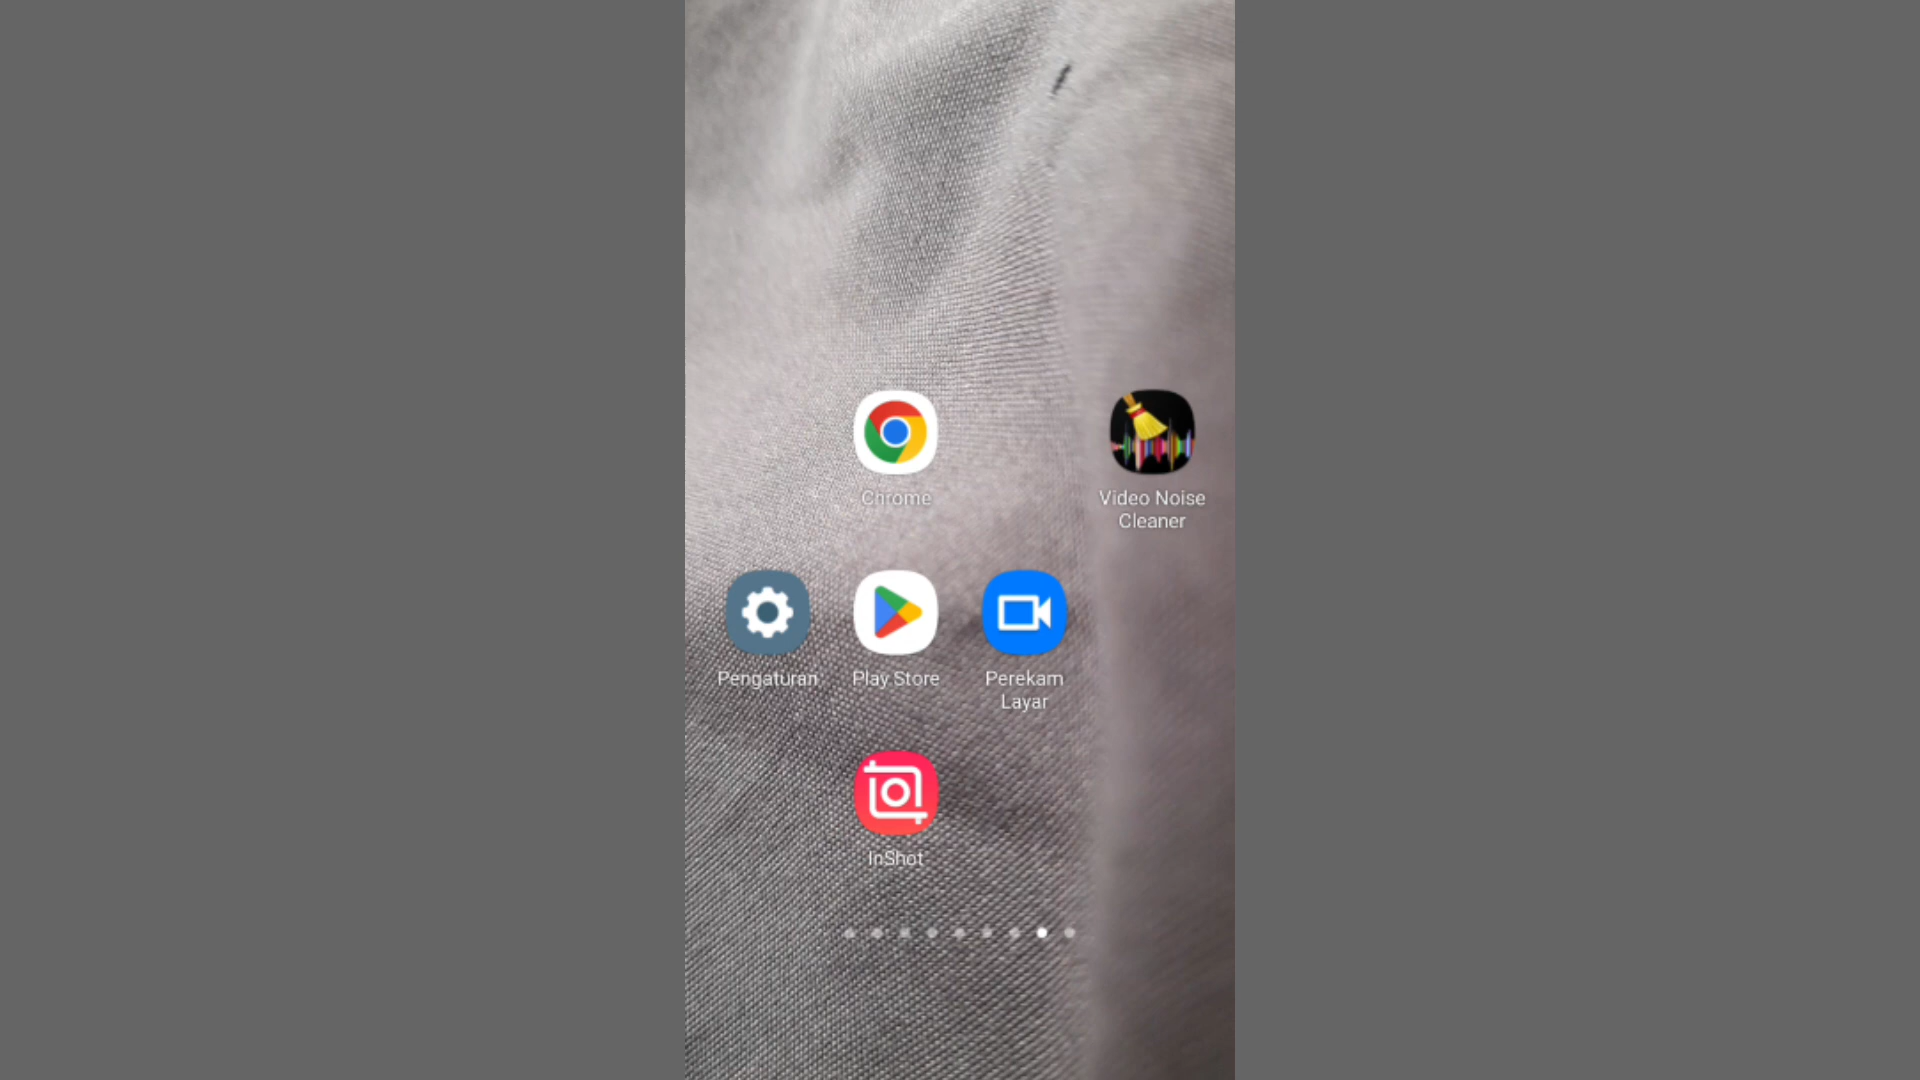 Chrome
Video Noise
Cleaner
Pengaturan
Play Store
Perekam
Layar
InShot